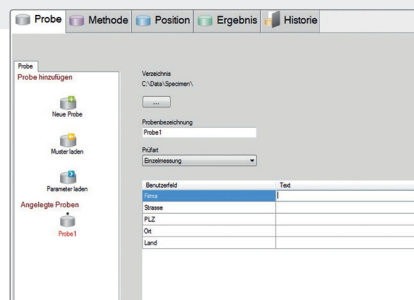 Probe Methode Position Ergebnis Historie
Probe
Probe hinzufügen
Neue Probe
Muster laden
Parameter laden
Angelegte Proben
Probe1
Verzeichnis
C:\Data\Specimen\
...
Probenbezeichnung
Probe1
Prüfart
Einzelmessung
Benutzerfeld Text
Firma
Strasse
PLZ
Ort
Land